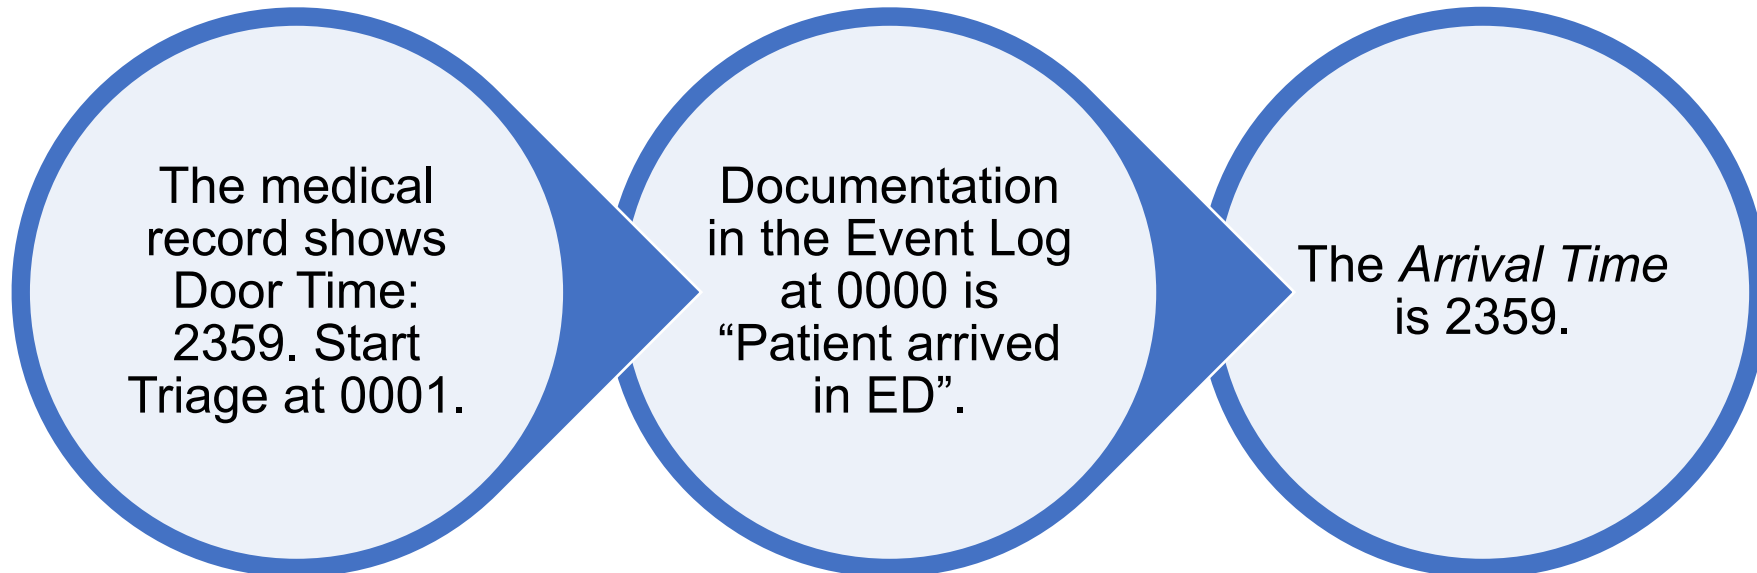 The medical
record shows
Door Time:
2359. Start
Triage at 0001.
Documentation
in the Event Log
at 0000 is
“Patient arrived
in ED”.
The Arrival Time
is 2359.